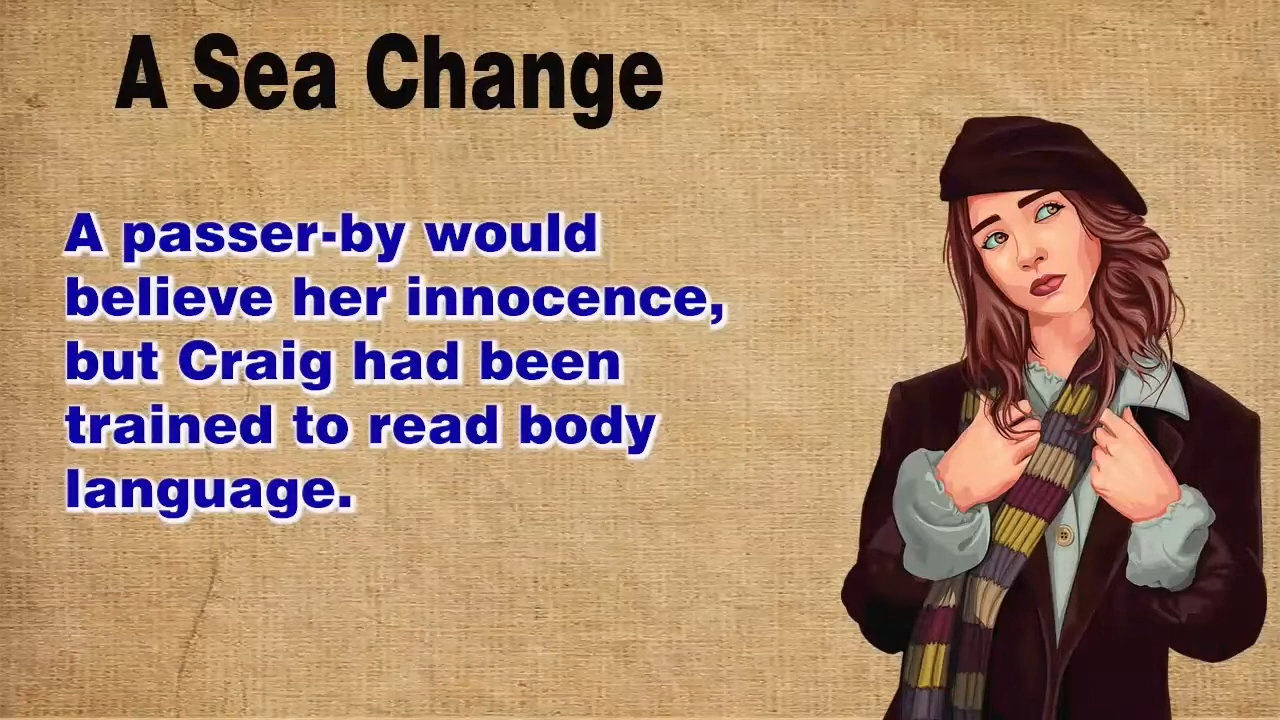 A Sea Change
A passer-by would
believe her innocence,
but Craig had been
trained to read body
language.